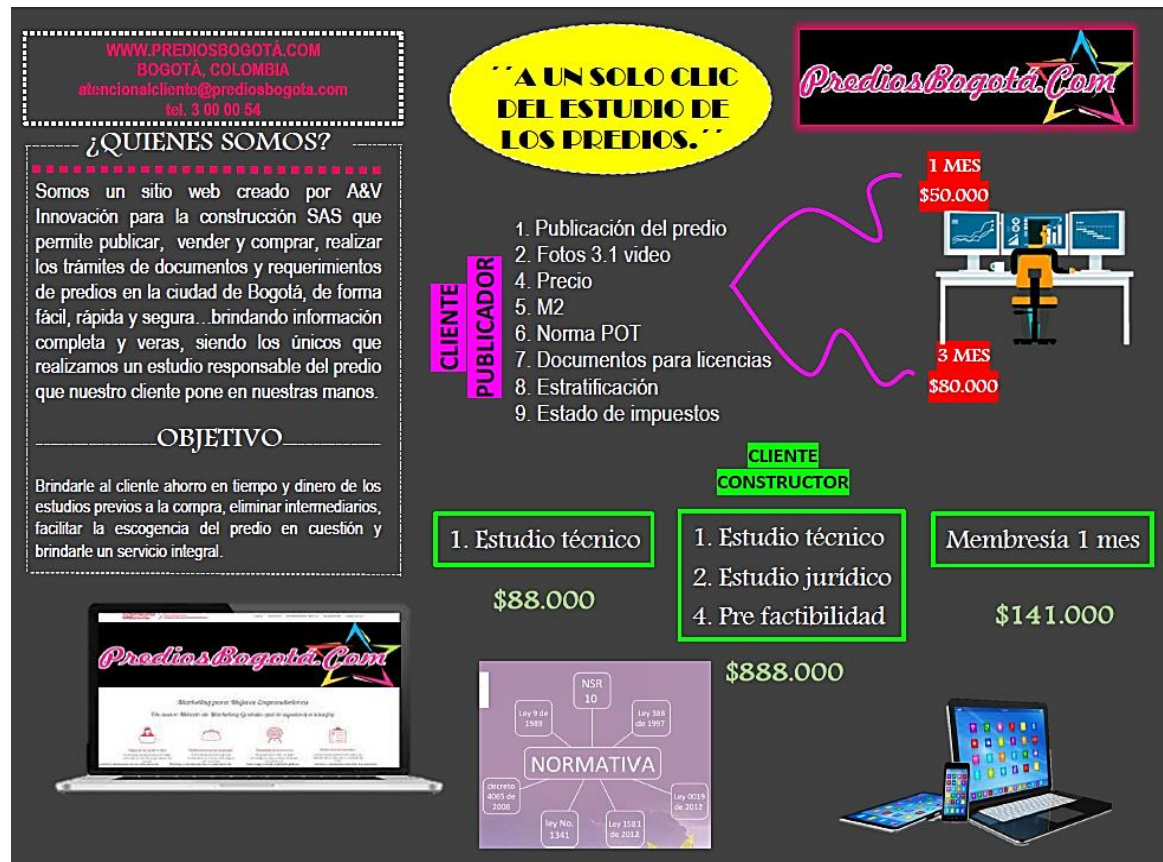 WWW.PREDIOSBOGOTÁ.COM
BOGOTÁ, COLOMBIA
atencionalcliente@prediosbogota.com
tel. 3 00 00 54
¿QUIENES SOMOS?
Somos un sitio web creado por A&V
Innovación para la construcción SAS que
permite publicar, vender y comprar, realizar
los trámites de documentos y requerimientos
de predios en la ciudad de Bogotá, de forma
fácil, rápida y segura…brindando información
completa y veras, siendo los únicos que
realizamos un estudio responsable del predio
que nuestro cliente pone en nuestras manos.
OBJETIVO
Brindarle al cliente ahorro en tiempo y dinero de los
estudios previos a la compra, eliminar intermediarios,
facilitar la escogencia del predio en cuestión y
brindarle un servicio integral.
PrediosBogotá.Com
Marketing para Mejores Emprendedores
´´A UN SOLO CLIC
DEL ESTUDIO DE
LOS PREDIOS.´´
PrediosBogotá.Com
CLIENTE
PUBLICADOR
1. Publicación del predio
2. Fotos 3.1 video
4. Precio
5. M2
6. Norma POT
7. Documentos para licencias
8. Estratificación
9. Estado de impuestos
1 MES
$50.000
3 MES
$80.000
CLIENTE
CONSTRUCTOR
1. Estudio técnico
$88.000
1. Estudio técnico
2. Estudio jurídico
4. Pre factibilidad
$888.000
Membresía 1 mes
$141.000
NSR
10
Ley 9 de
1989
Ley 388
de 1997
NORMATIVA
decreto
4065 de
2008
Ley 0019
de 2012
ley No.
1341
Ley 1581
de 2012